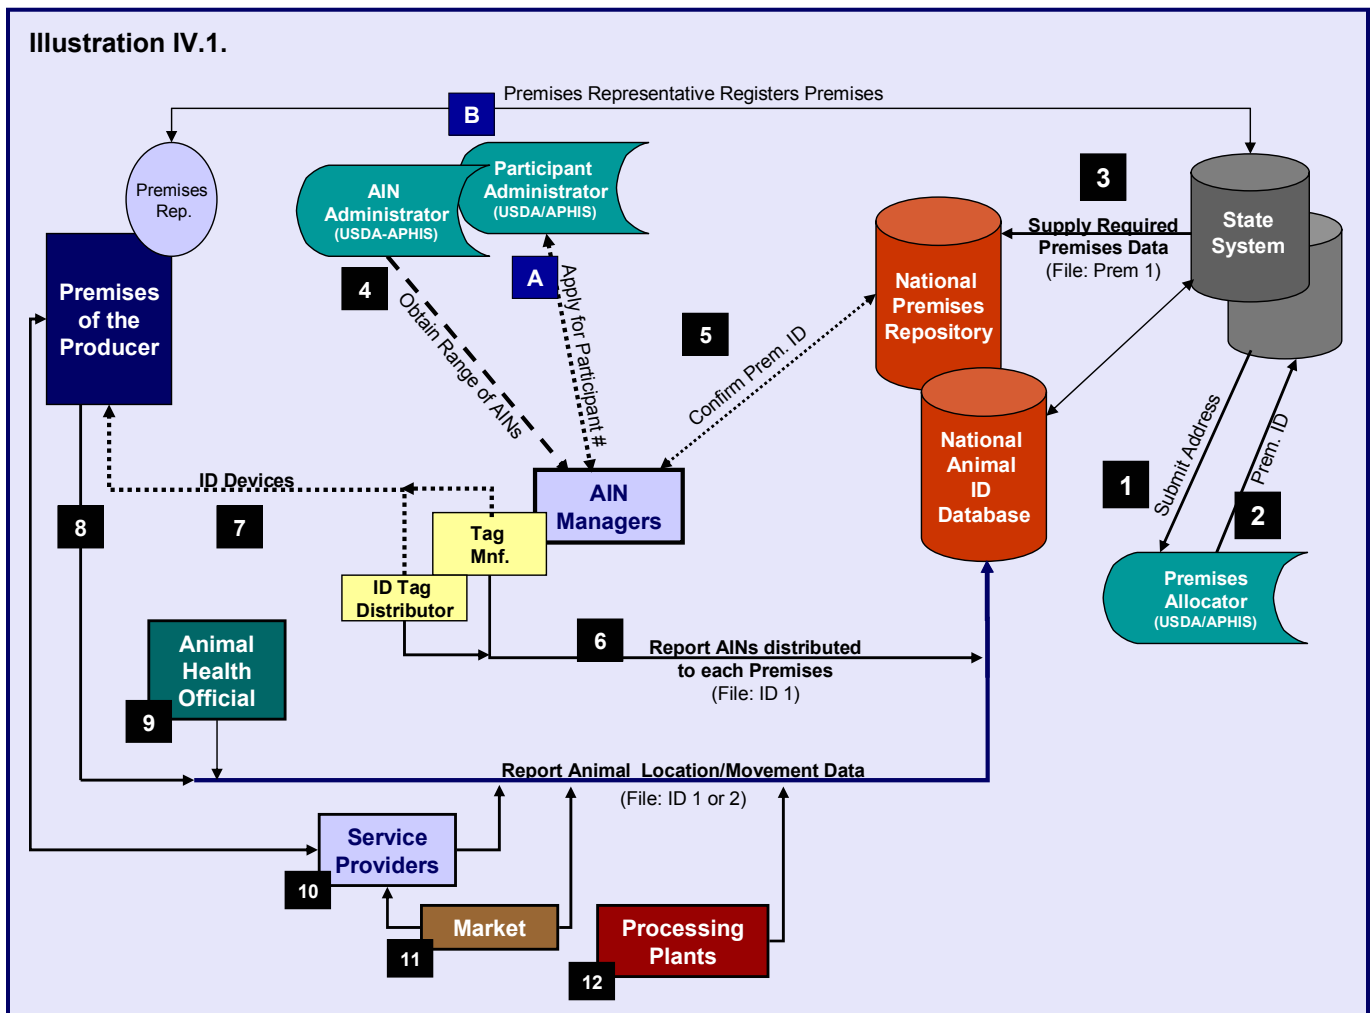 Illustration IV.1.
Premises Representative Registers Premises
B
Premises
Rep.
AIN
Administrator
(USDA-APHIS)
Participant
Administrator
(USDA/APHIS)
3
State
System
Supply Required
Premises Data
(File: Prem 1)
4
A
Obtain Range of AINs
Apply for Participant #
5
Confirm Prem. ID
National
Premises
Repository
Premises
of the
Producer
National
Animal
ID
Database
1
Submit Address
2
Prem. ID
ID Devices
7
8
AIN
Managers
Tag
Mnf.
ID Tag
Distributor
Premises
Allocator
(USDA/APHIS)
6
Report AINs distributed
to each Premises
(File: ID 1)
Animal
Health
Official
9
Report Animal Location/Movement Data
(File: ID 1 or 2)
Service
Providers
10
Market
11
Processing
Plants
12